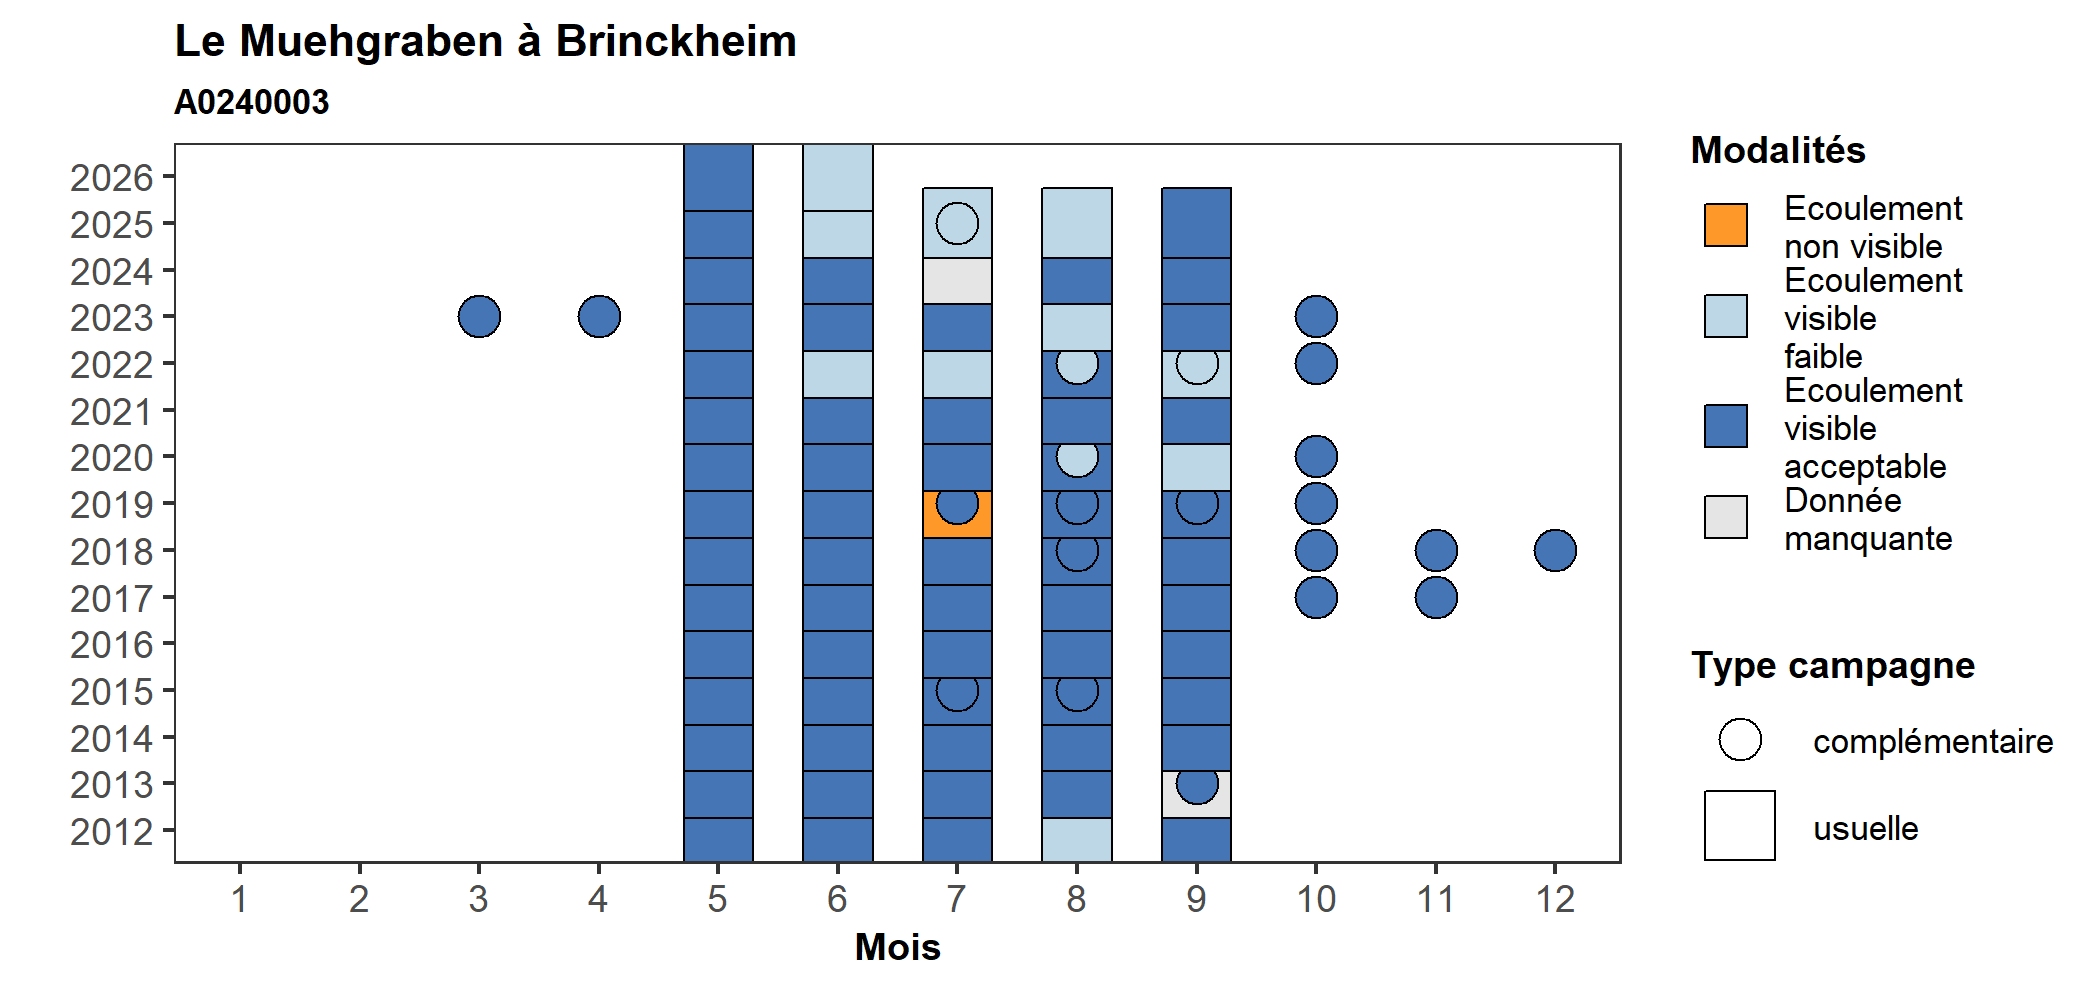 Le Muehgraben à Brinckheim
A0240003
2026
2025
2024
2023
2022
2021
2020
2019
2018
2017
2016
2015
2014
2013
2012
1 2 3 4 5 6 7 8 9 10 11 12
Mois
Modalités
Ecoulement
non visible
Ecoulement
visible
faible
Ecoulement
visible
acceptable
Donnée
manquante
Type campagne
complémentaire
usuelle